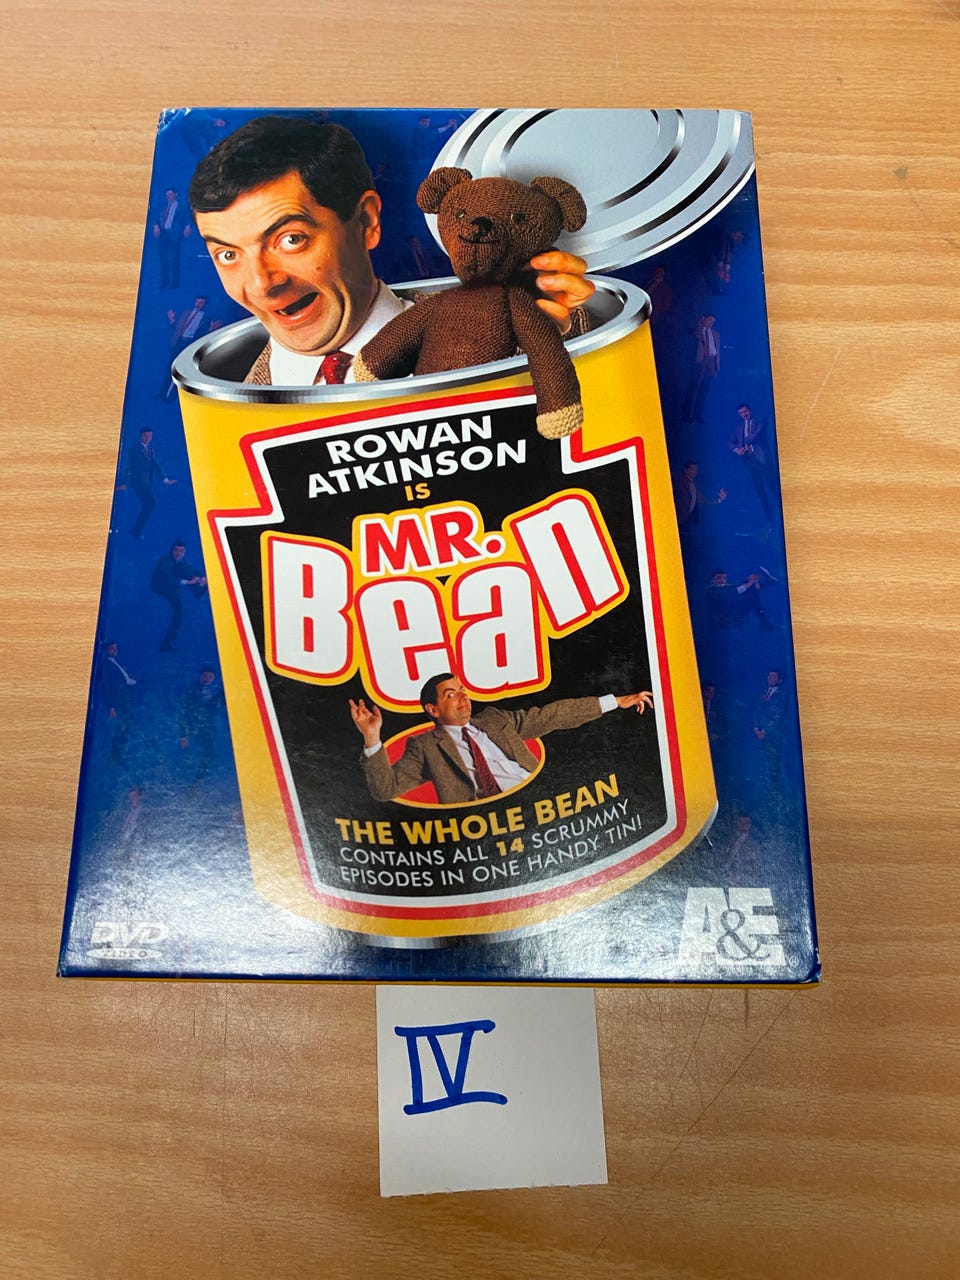 ROWAN
ATKINSON
IS
MR.
Bean
THE WHOLE BEAN
CONTAINS ALL 14 SCRUMMY
EPISODES IN ONE HANDY TIN!
DVD
VIDEO
A&E®
IV